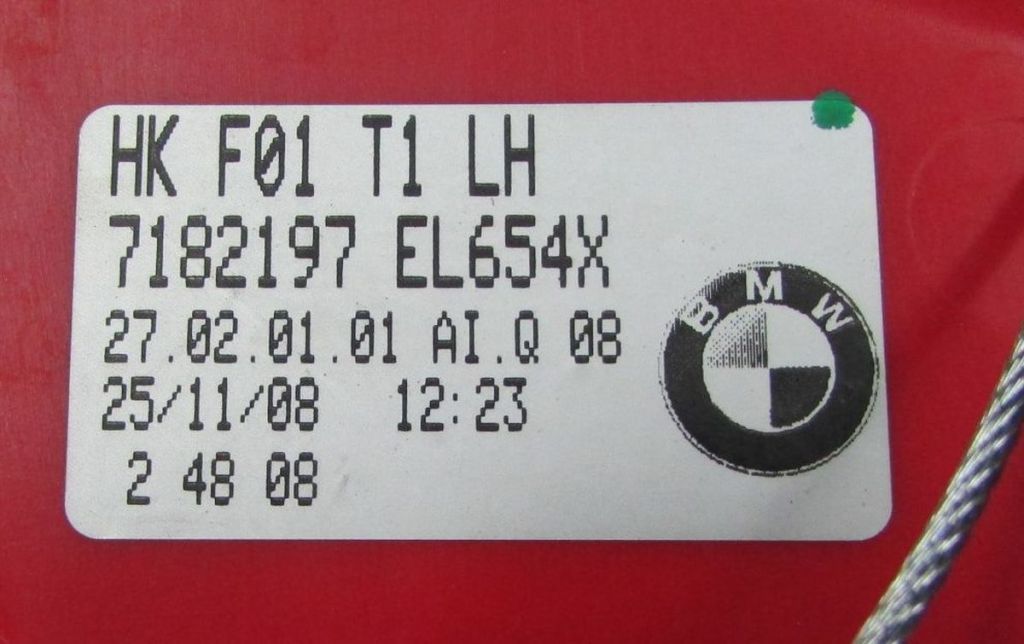 HK F01 T1 LH
7182197 EL654X
27.02.01.01 AI.Q 08
25/11/08 12:23
2 48 08
BMW